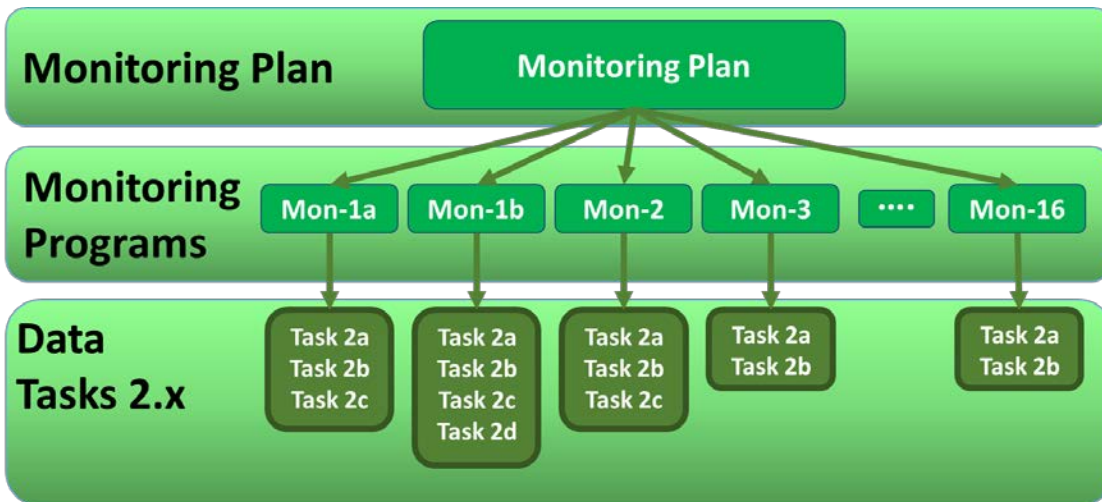 Monitoring Plan
Monitoring Plan
Monitoring
Programs
Mon-1a
Mon-1b
Mon-2
Mon-3
....
Mon-16
Data
Tasks 2.x
Task 2a
Task 2b
Task 2c
Task 2a
Task 2b
Task 2c
Task 2d
Task 2a
Task 2b
Task 2c
Task 2a
Task 2b
Task 2a
Task 2b